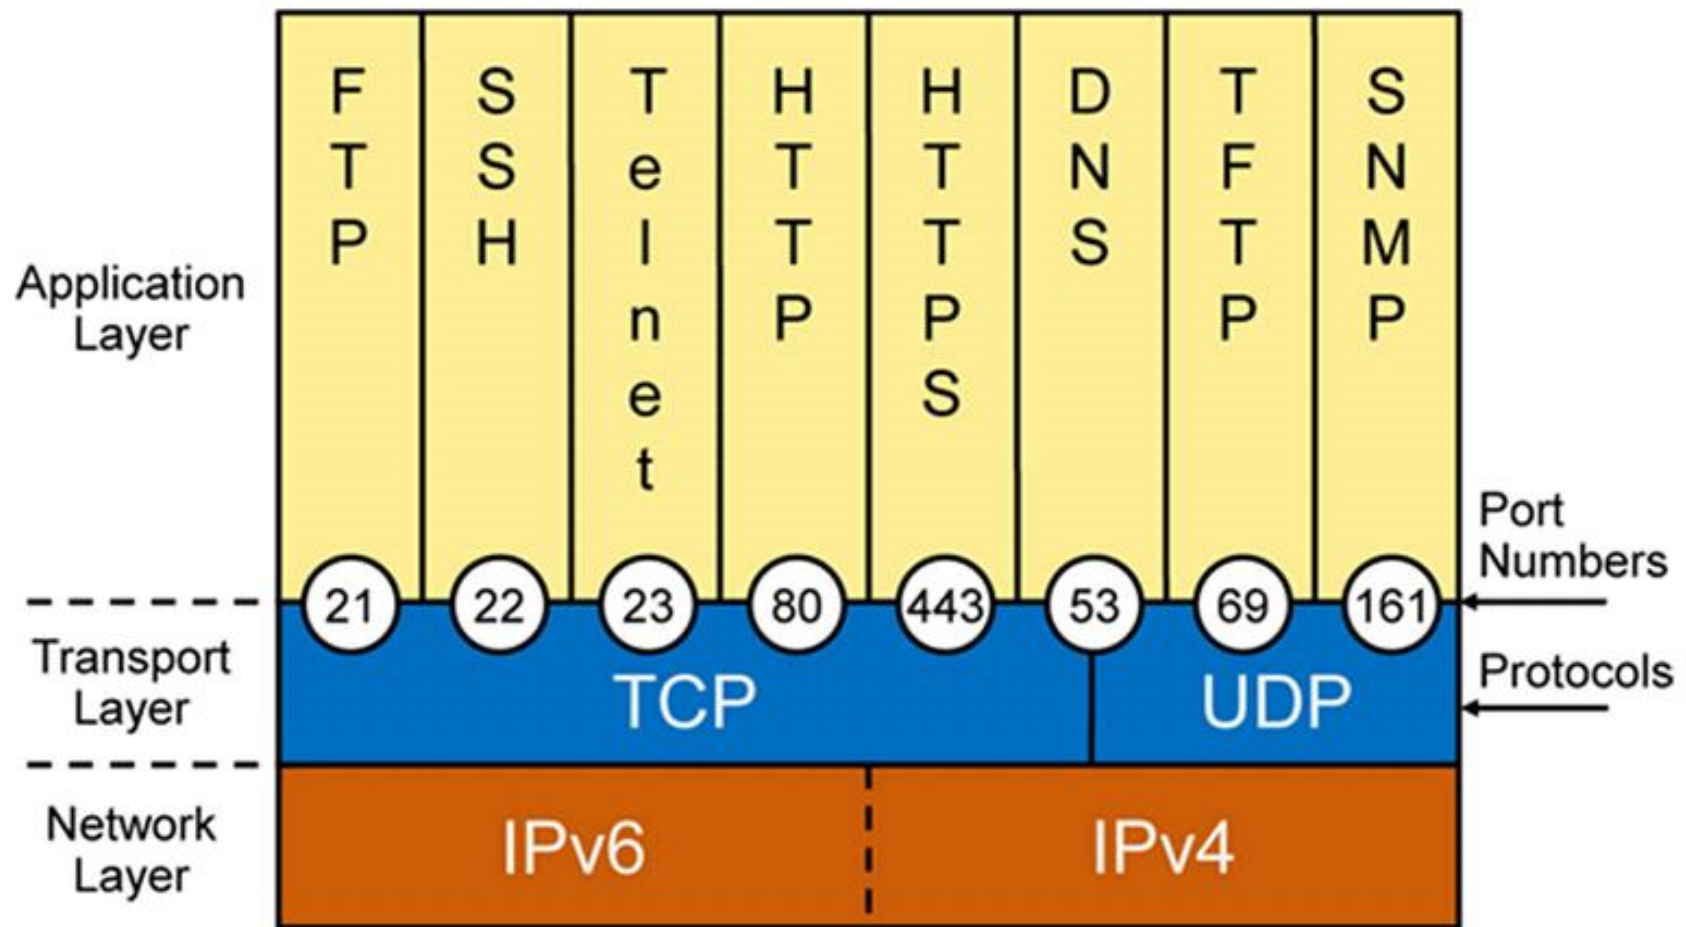 FTP
SSH
Telnet
HTTP
HTTPS
DNS
TFTP
SNMP
Application
Layer
Port
Numbers
21 22 23 80 443 53 69 161
Transport
Layer
TCP UDP
Protocols
Network
Layer
IPv6 IPv4